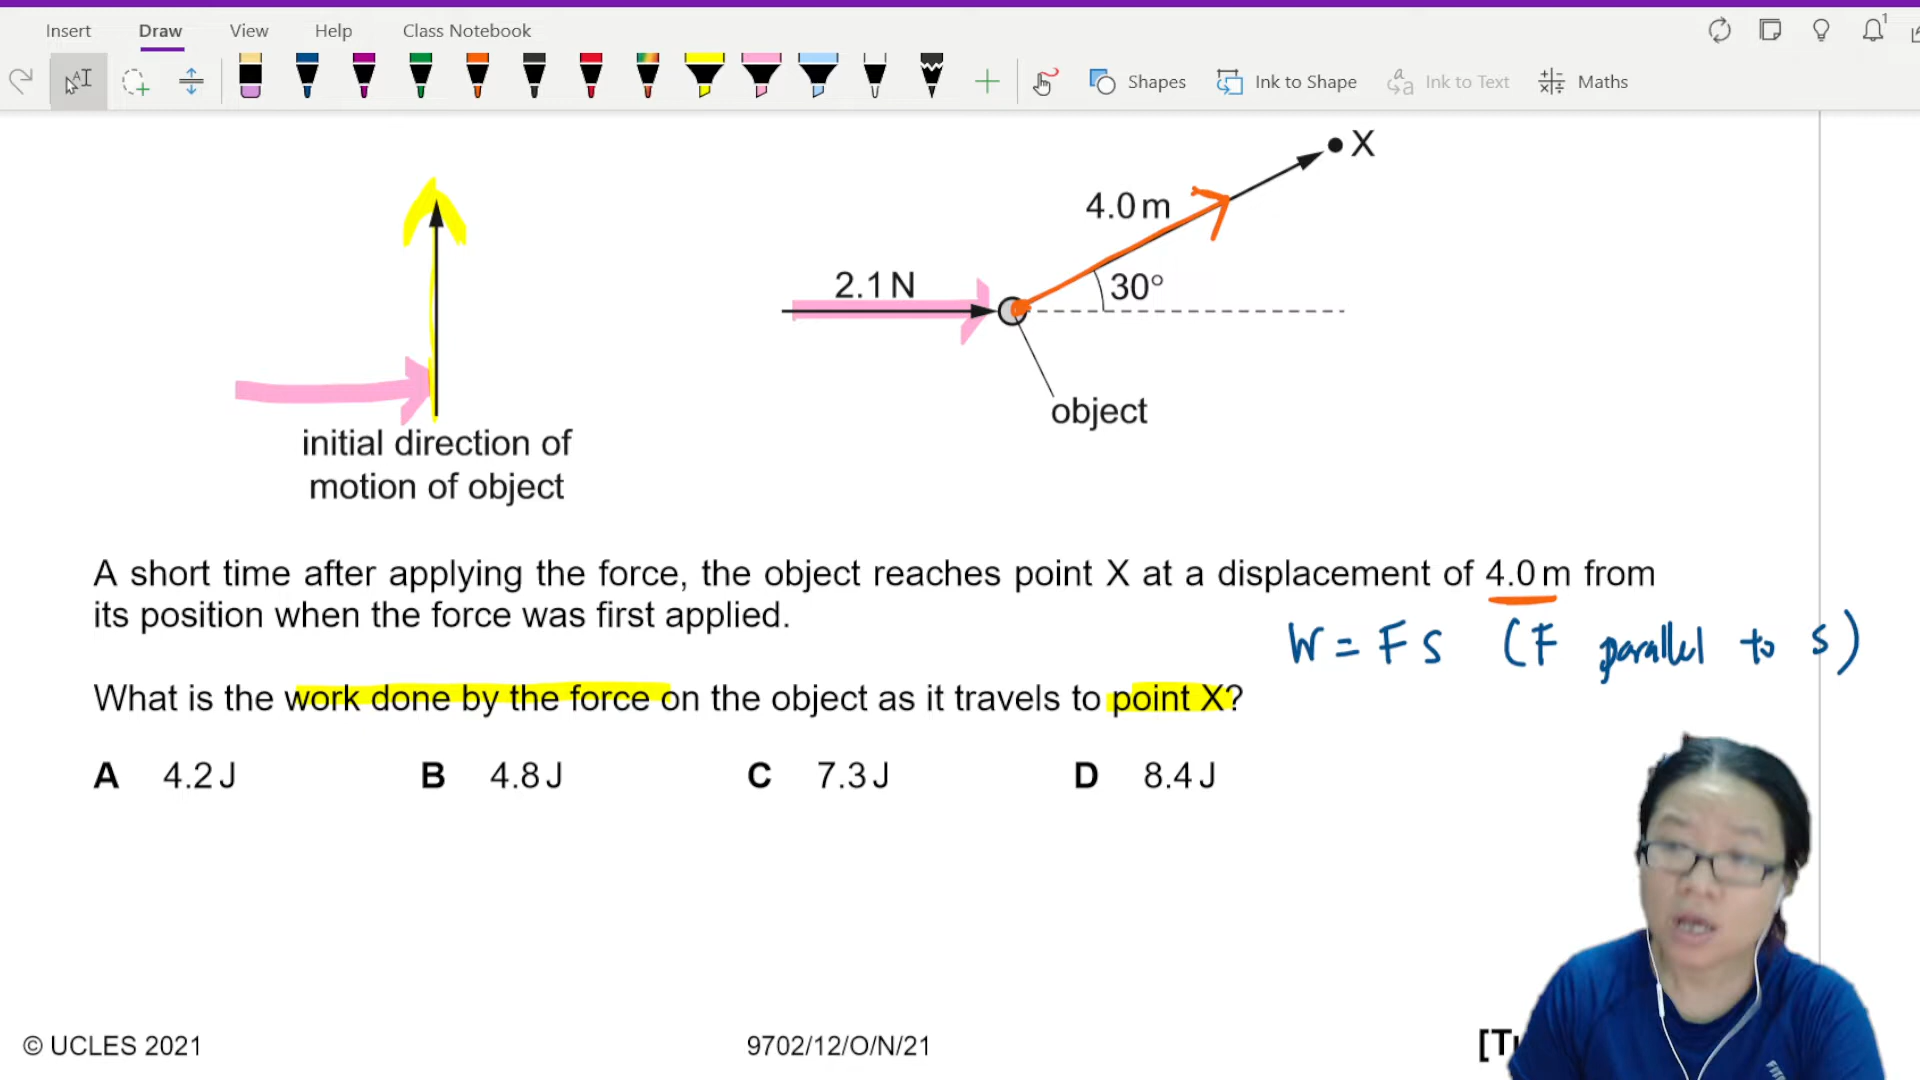 Insert Draw View Help Class Notebook
1
Shapes Ink to Shape Ink to Text Maths
X
4.0 m
2.1 N
30°
object
initial direction of
motion of object
A short time after applying the force, the object reaches point X at a displacement of 4.0 m from
its position when the force was first applied.
W = F s (F parallel to s)
What is the work done by the force on the object as it travels to point X?
A 4.2 J B 4.8 J C 7.3 J D 8.4 J
© UCLES 2021 9702/12/O/N/21